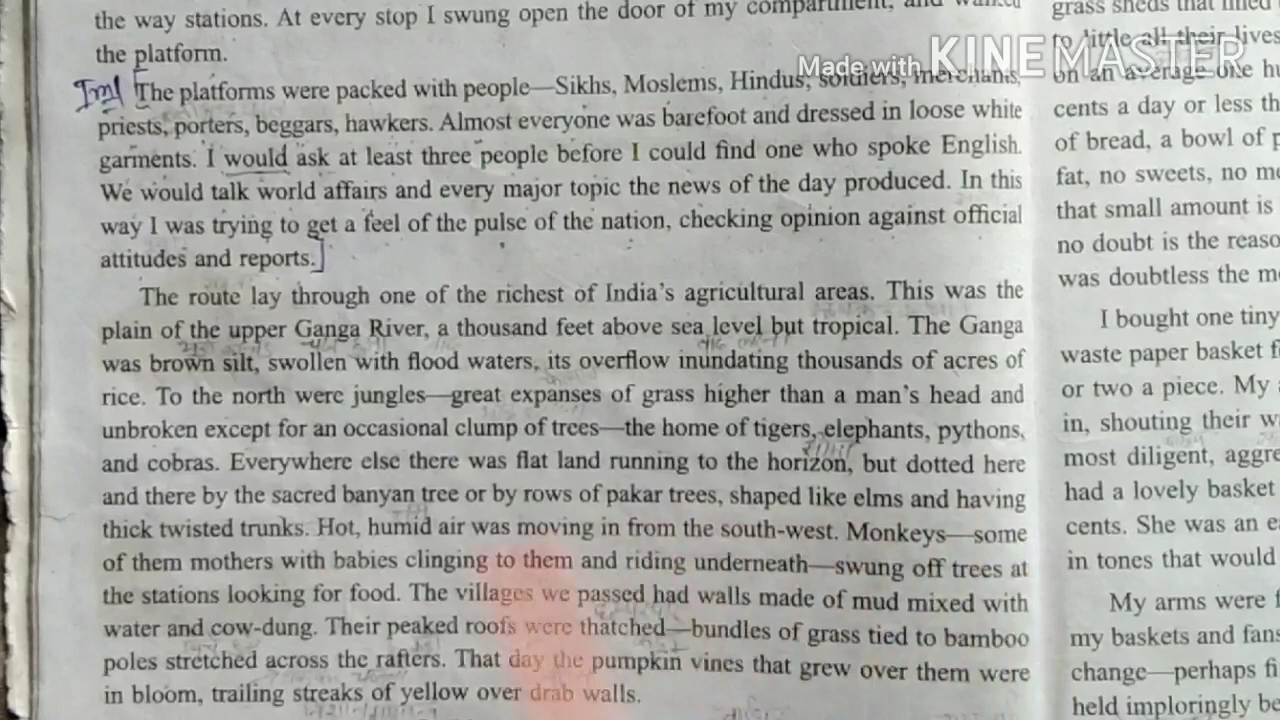 the way stations. At every stop I swung open the door of my compartment, and walked
the platform.
Made with KINEMASTER
Iml [The platforms were packed with people—Sikhs, Moslems, Hindus, soldiers, merchants,
priests, porters, beggars, hawkers. Almost everyone was barefoot and dressed in loose white
garments. I would ask at least three people before I could find one who spoke English.
We would talk world affairs and every major topic the news of the day produced. In this
way I was trying to get a feel of the pulse of the nation, checking opinion against official
attitudes and reports.]
The route lay through one of the richest of India's agricultural areas. This was the
plain of the upper Ganga River, a thousand feet above sea level but tropical. The Ganga
was brown silt, swollen with flood waters, its overflow inundating thousands of acres of
rice. To the north were jungles—great expanses of grass higher than a man's head and
unbroken except for an occasional clump of trees—the home of tigers, elephants, pythons,
and cobras. Everywhere else there was flat land running to the horizon, but dotted here
and there by the sacred banyan tree or by rows of pakar trees, shaped like elms and having
thick twisted trunks. Hot, humid air was moving in from the south-west. Monkeys—some
of them mothers with babies clinging to them and riding underneath—swung off trees at
the stations looking for food. The villages we passed had walls made of mud mixed with
water and cow-dung. Their peaked roofs were thatched—bundles of grass tied to bamboo
poles stretched across the rafters. That day the pumpkin vines that grew over them were
in bloom, trailing streaks of yellow over drab walls.
grass sheds that lined
to little all their lives
on an average one hu
cents a day or less th
of bread, a bowl of p
fat, no sweets, no me
that small amount is
no doubt is the reaso
was doubtless the m
I bought one tiny
waste paper basket f
or two a piece. My
in, shouting their w
most diligent, aggre
had a lovely basket
cents. She was an ea
in tones that would
My arms were f
my baskets and fans
change—perhaps fi
held imploringly be